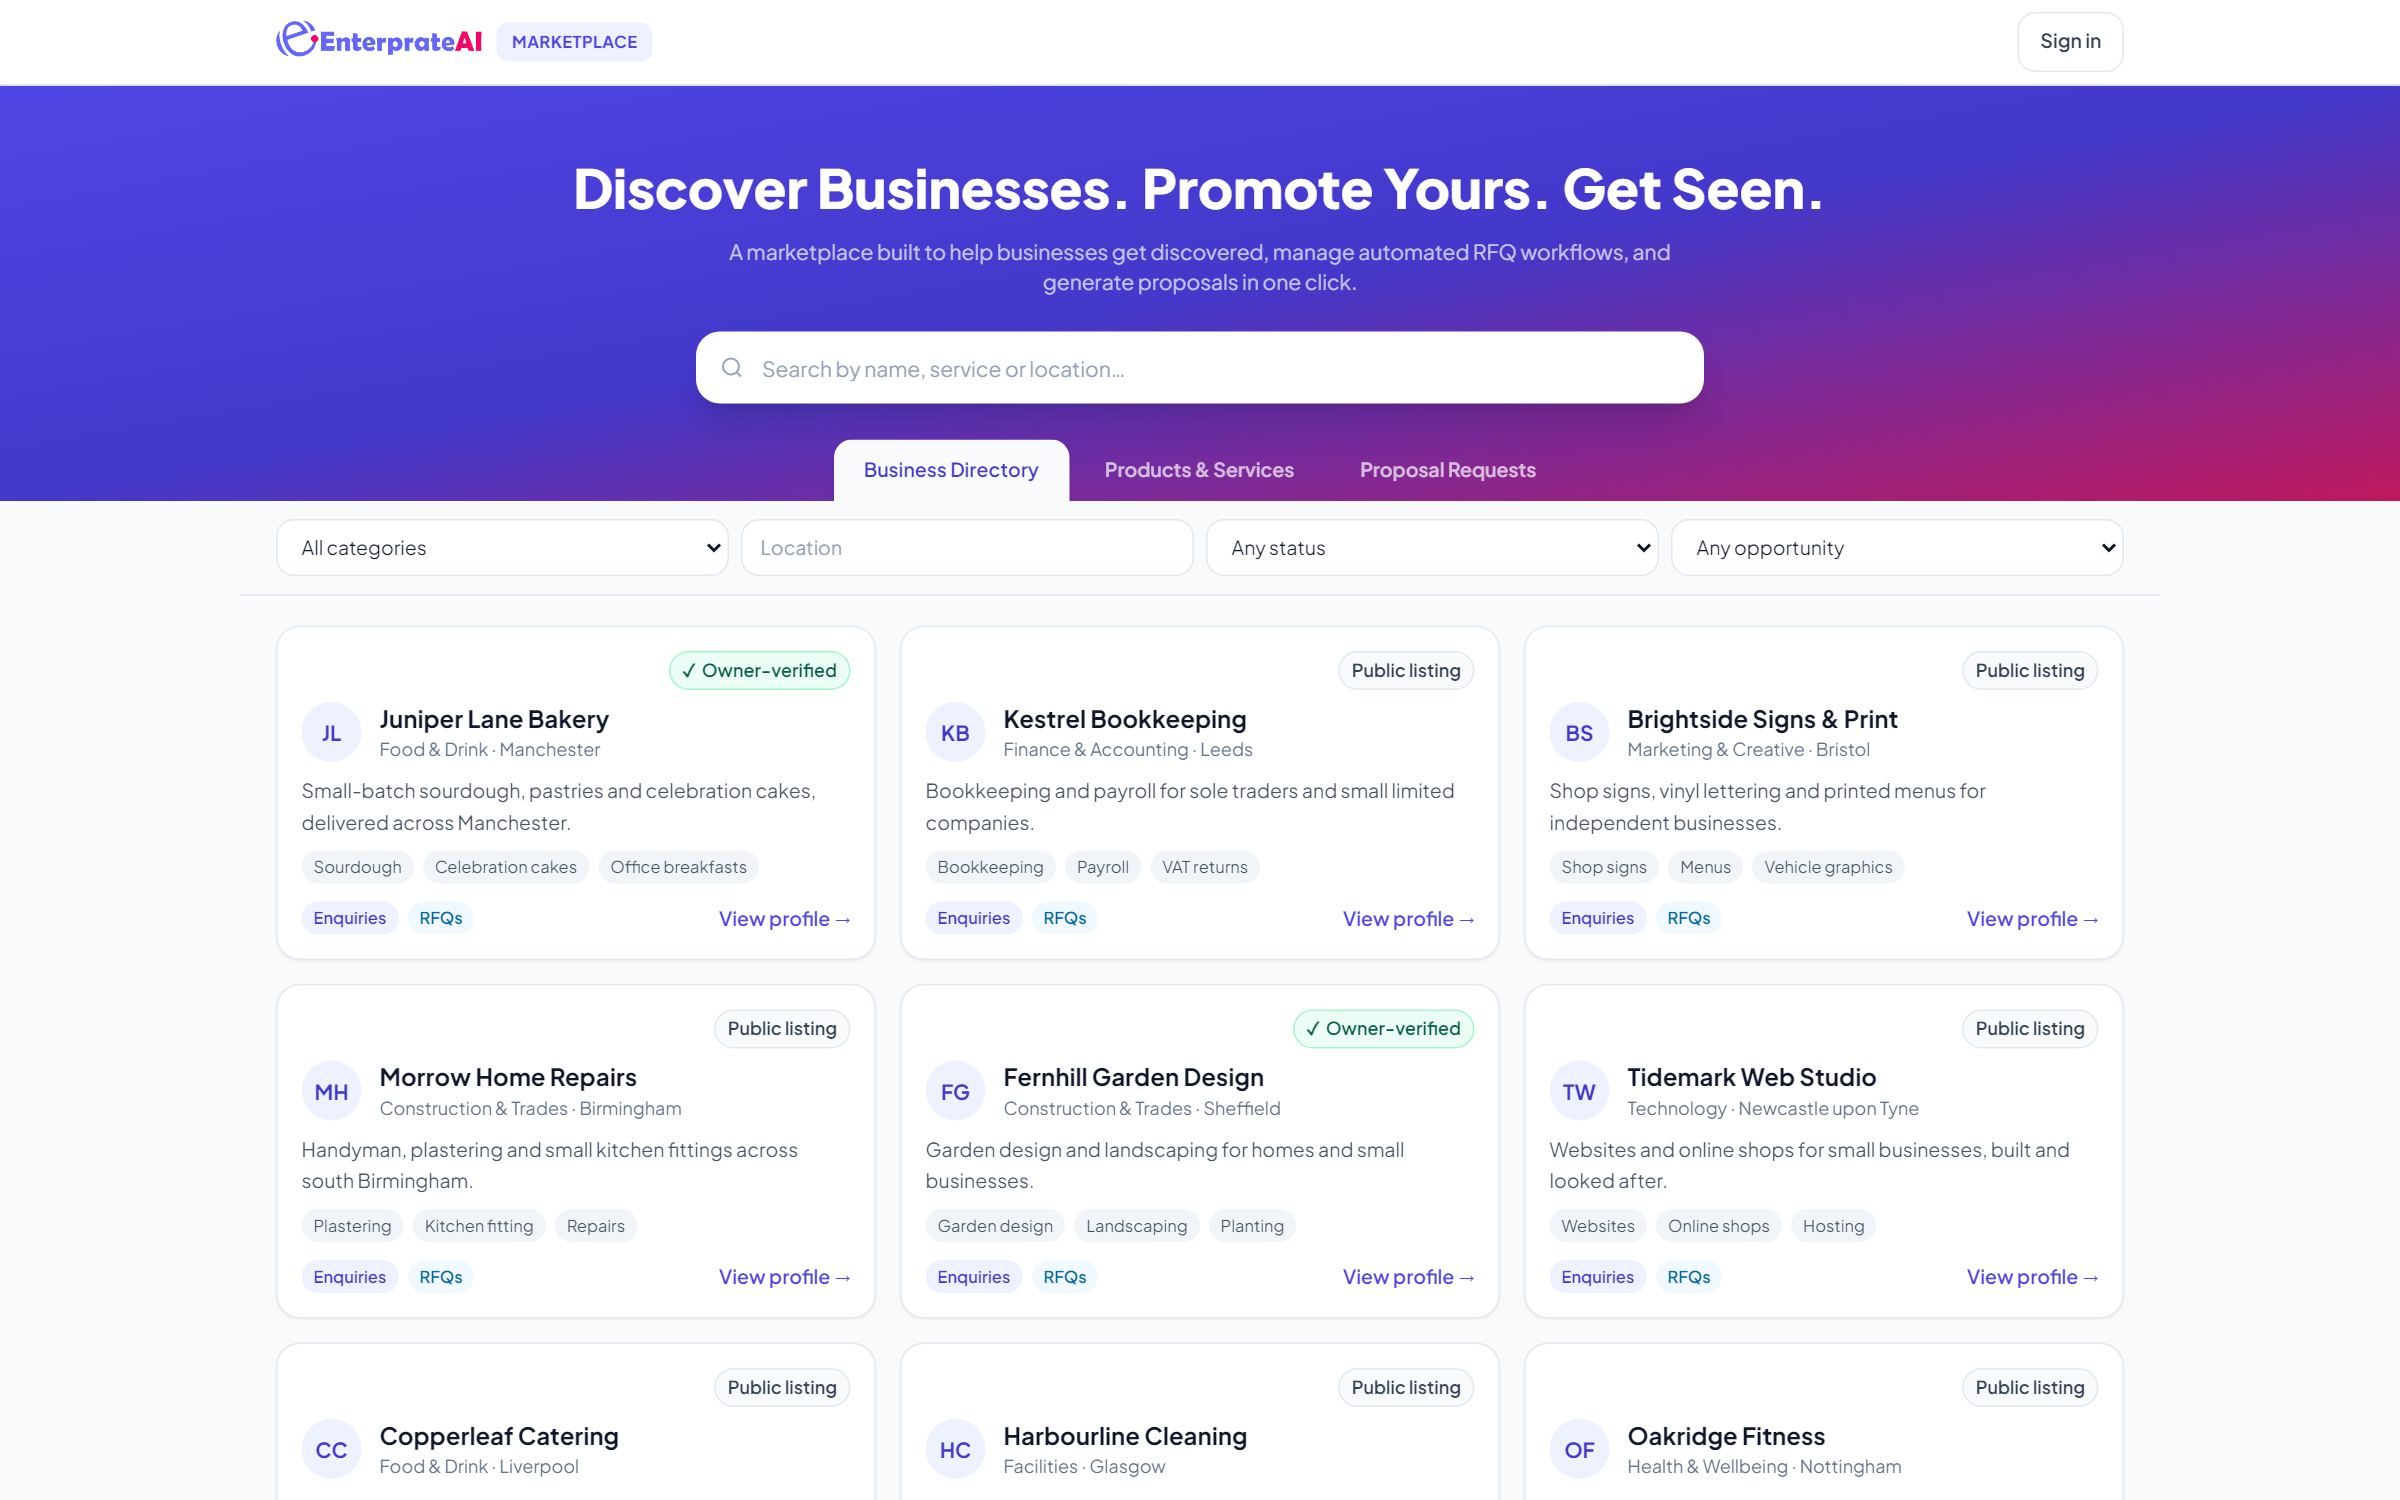 EnterprateAI MARKETPLACE Sign in
Discover Businesses. Promote Yours. Get Seen.
A marketplace built to help businesses get discovered, manage automated RFQ workflows, and
generate proposals in one click.
Search by name, service or location...
Business Directory Products & Services Proposal Requests
All categories Location Any status Any opportunity
✓ Owner-verified
JL
Juniper Lane Bakery
Food & Drink · Manchester
Small-batch sourdough, pastries and celebration cakes,
delivered across Manchester.
Sourdough Celebration cakes Office breakfasts
Enquiries RFQs View profile →
Public listing
KB
Kestrel Bookkeeping
Finance & Accounting · Leeds
Bookkeeping and payroll for sole traders and small limited
companies.
Bookkeeping Payroll VAT returns
Enquiries RFQs View profile →
Public listing
BS
Brightside Signs & Print
Marketing & Creative · Bristol
Shop signs, vinyl lettering and printed menus for
independent businesses.
Shop signs Menus Vehicle graphics
Enquiries RFQs View profile →
Public listing
MH
Morrow Home Repairs
Construction & Trades · Birmingham
Handyman, plastering and small kitchen fittings across
south Birmingham.
Plastering Kitchen fitting Repairs
Enquiries RFQs View profile →
✓ Owner-verified
FG
Fernhill Garden Design
Construction & Trades · Sheffield
Garden design and landscaping for homes and small
businesses.
Garden design Landscaping Planting
Enquiries RFQs View profile →
Public listing
TW
Tidemark Web Studio
Technology · Newcastle upon Tyne
Websites and online shops for small businesses, built and
looked after.
Websites Online shops Hosting
Enquiries RFQs View profile →
Public listing
CC
Copperleaf Catering
Food & Drink · Liverpool
Public listing
HC
Harbourline Cleaning
Facilities · Glasgow
Public listing
OF
Oakridge Fitness
Health & Wellbeing · Nottingham